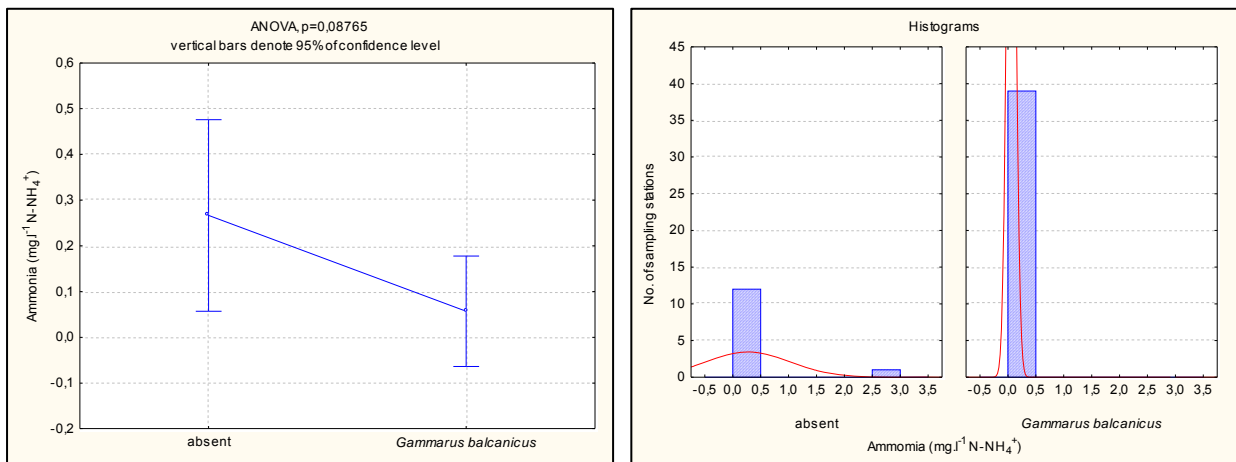 ANOVA, p=0,08765
vertical bars denote 95% of confidence level
0,6
0,5
0,4
0,3
0,2
0,1
0,0
-0,1
-0,2
Ammonia (mg.l⁻¹ N-NH₄⁺)
absent
Gammarus balcanicus
Histograms
No. of sampling stations
45
40
35
30
25
20
15
10
5
0
-0,5 0,0 0,5 1,0 1,5 2,0 2,5 3,0 3,5
-0,5 0,0 0,5 1,0 1,5 2,0 2,5 3,0 3,5
absent
Gammarus balcanicus
Ammomia (mg.l⁻¹ N-NH₄⁺)